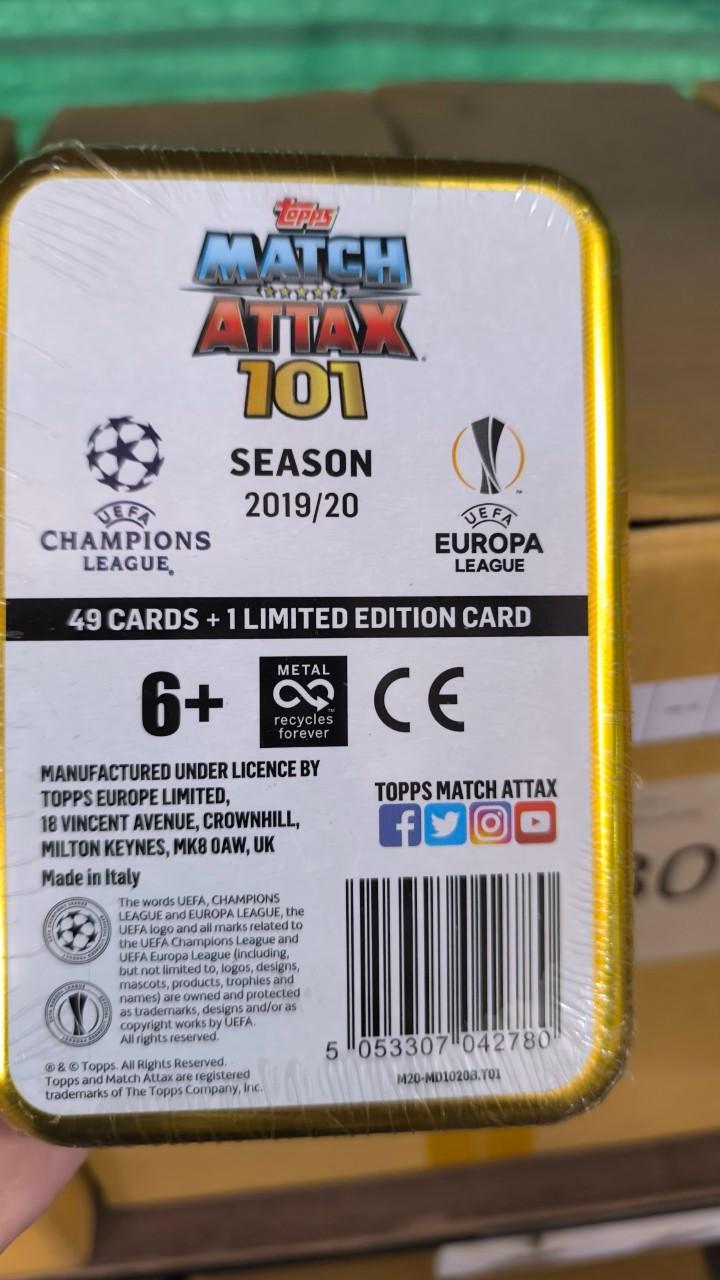 topps
MATCH
ATTAX
101
SEASON
2019/20
UEFA
CHAMPIONS
LEAGUE
UEFA
EUROPA
LEAGUE
49 CARDS + 1 LIMITED EDITION CARD
6+
METAL
recycles
forever
CE
MANUFACTURED UNDER LICENCE BY
TOPPS EUROPE LIMITED,
18 VINCENT AVENUE, CROWNHILL,
MILTON KEYNES, MK8 0AW, UK
Made in Italy
TOPPS MATCH ATTAX
The words UEFA, CHAMPIONS
LEAGUE and EUROPA LEAGUE, the
UEFA logo and all marks related to
the UEFA Champions League and
UEFA Europa League (including,
but not limited to, logos, designs,
mascots, products, trophies and
names) are owned and protected
as trademarks, designs and/or as
copyright works by UEFA.
All rights reserved.
® & © Topps. All Rights Reserved.
Topps and Match Attax are registered
trademarks of The Topps Company, Inc.
5 053307 042780
M20-MD1020B.T01